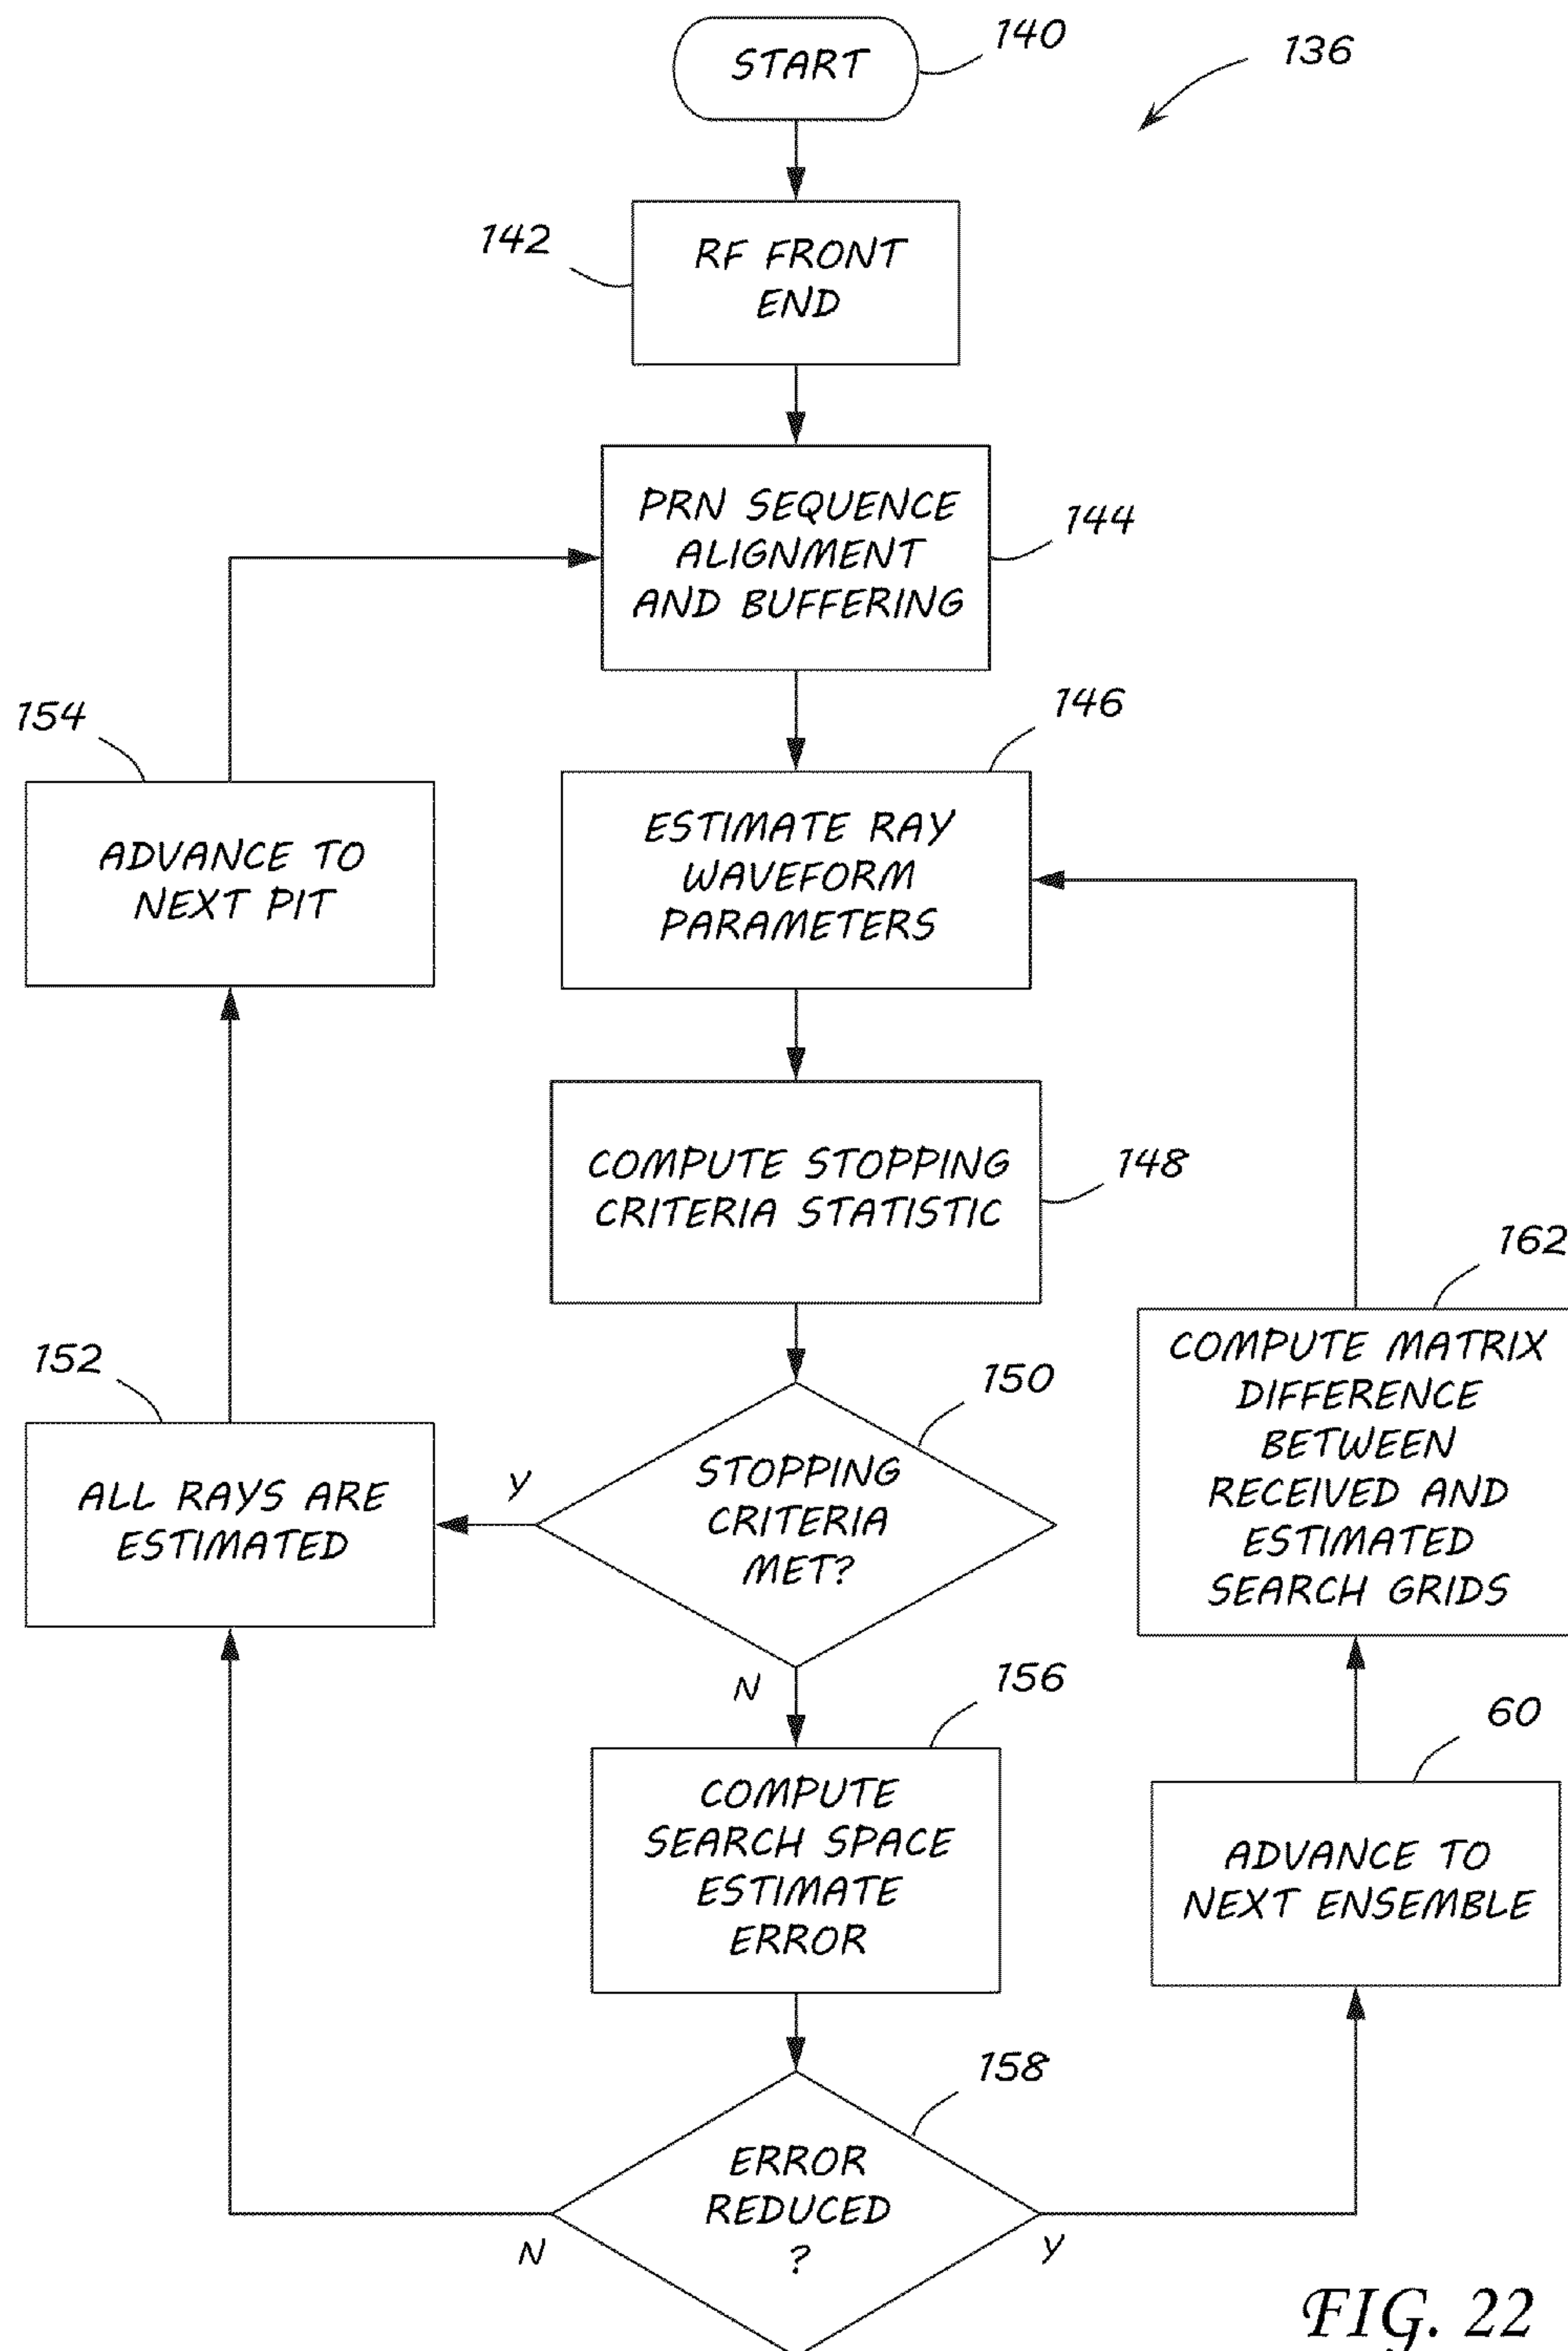 START
140
136
142
RF FRONT
END
PRN SEQUENCE
ALIGNMENT
AND BUFFERING
144
154
146
ADVANCE TO
NEXT PIT
ESTIMATE RAY
WAVEFORM
PARAMETERS
COMPUTE STOPPING
CRITERIA STATISTIC
148
162
COMPUTE MATRIX
DIFFERENCE
BETWEEN
RECEIVED AND
ESTIMATED
SEARCH GRIDS
152
150
ALL RAYS ARE
ESTIMATED
Y
STOPPING
CRITERIA
MET?
N
156
60
COMPUTE
SEARCH SPACE
ESTIMATE
ERROR
ADVANCE TO
NEXT ENSEMBLE
158
ERROR
REDUCED
?
N
Y
FIG. 22